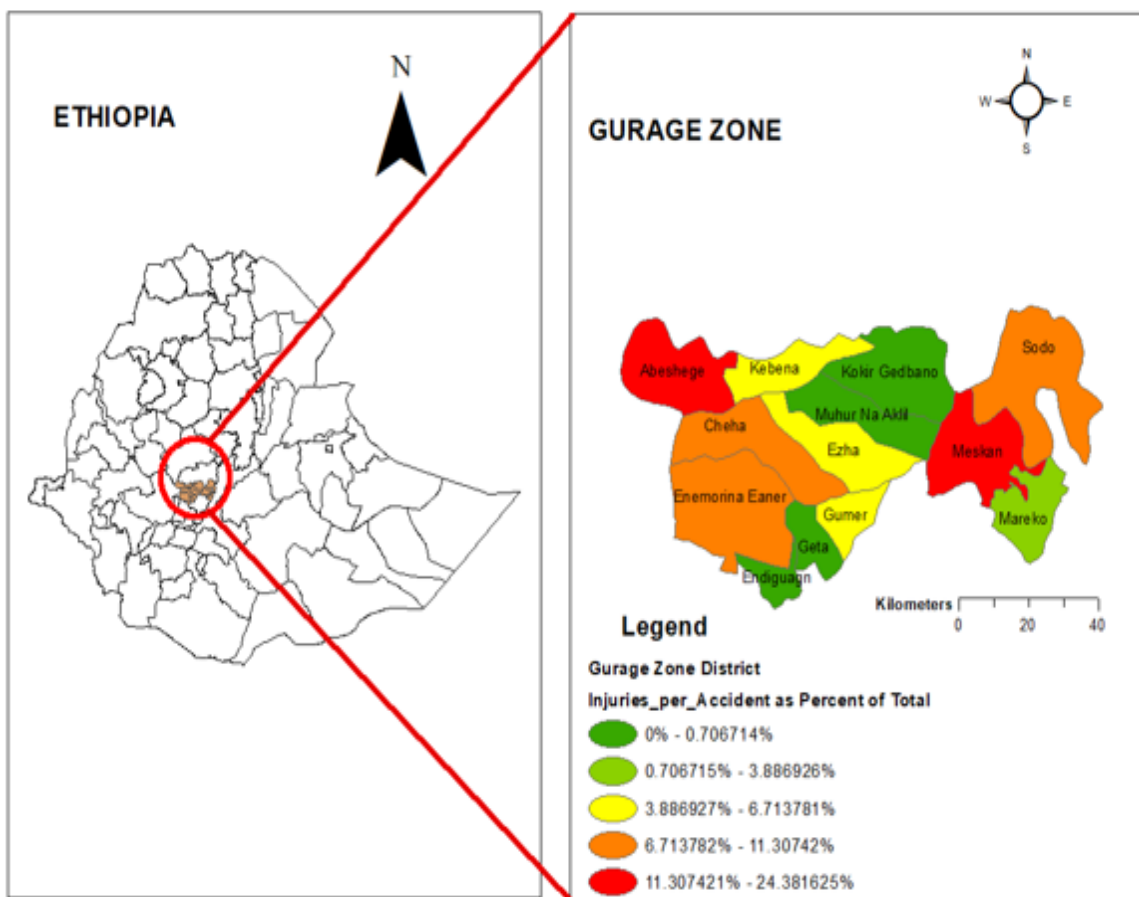 N
ETHIOPIA
N
W E
S
GURAGE ZONE
Sodo
Abeshege
Kebena
Kokir Gedbano
Muhur Na Aklil
Cheha
Ezha
Meskan
Enemorina Eaner
Gumer
Mareko
Geta
Endiguagn
Kilometers
0 20 40
Legend
Gurage Zone District
Injuries_per_Accident as Percent of Total
0% - 0.706714%
0.706715% - 3.886926%
3.886927% - 6.713781%
6.713782% - 11.30742%
11.307421% - 24.381625%